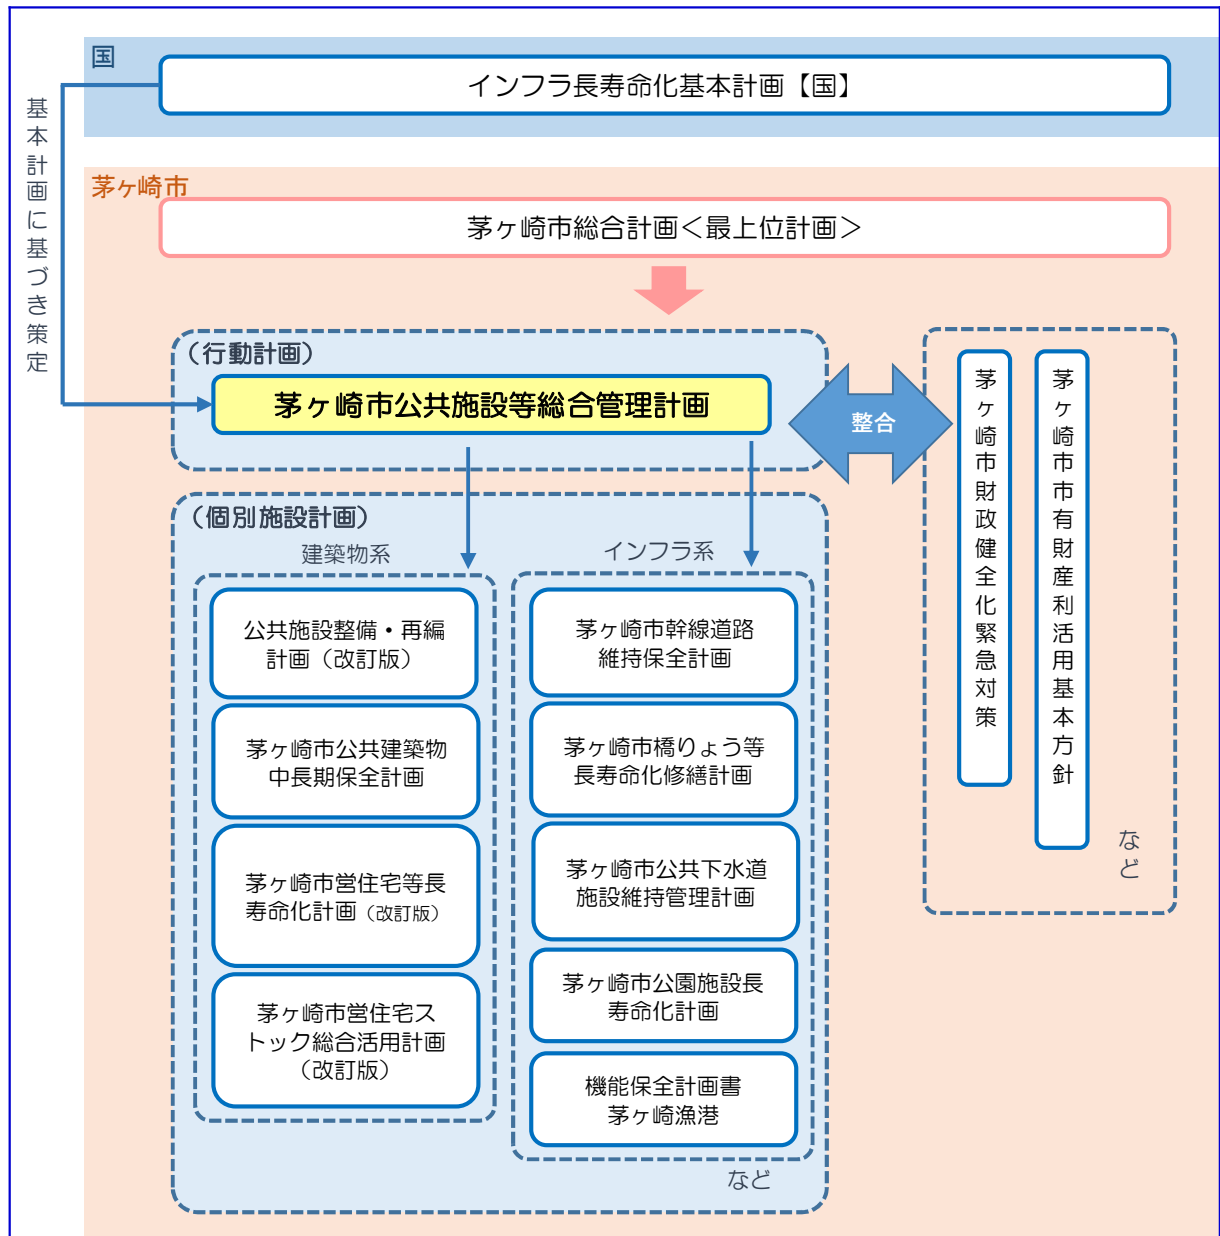 国
インフラ長寿命化基本計画【国】
基本計画に基づき策定
茅ヶ崎市
茅ヶ崎市総合計画＜最上位計画＞
（行動計画）
茅ヶ崎市公共施設等総合管理計画
整合
茅ヶ崎市財政健全化緊急対策
茅ヶ崎市市有財産利活用基本方針
など
（個別施設計画）
建築物系
公共施設整備・再編
計画（改訂版）
茅ヶ崎市公共建築物
中長期保全計画
茅ヶ崎市営住宅等長
寿命化計画（改訂版）
茅ヶ崎市営住宅ス
トック総合活用計画
（改訂版）
インフラ系
茅ヶ崎市幹線道路
維持保全計画
茅ヶ崎市橋りょう等
長寿命化修繕計画
茅ヶ崎市公共下水道
施設維持管理計画
茅ヶ崎市公園施設長
寿命化計画
機能保全計画書
茅ヶ崎漁港
など